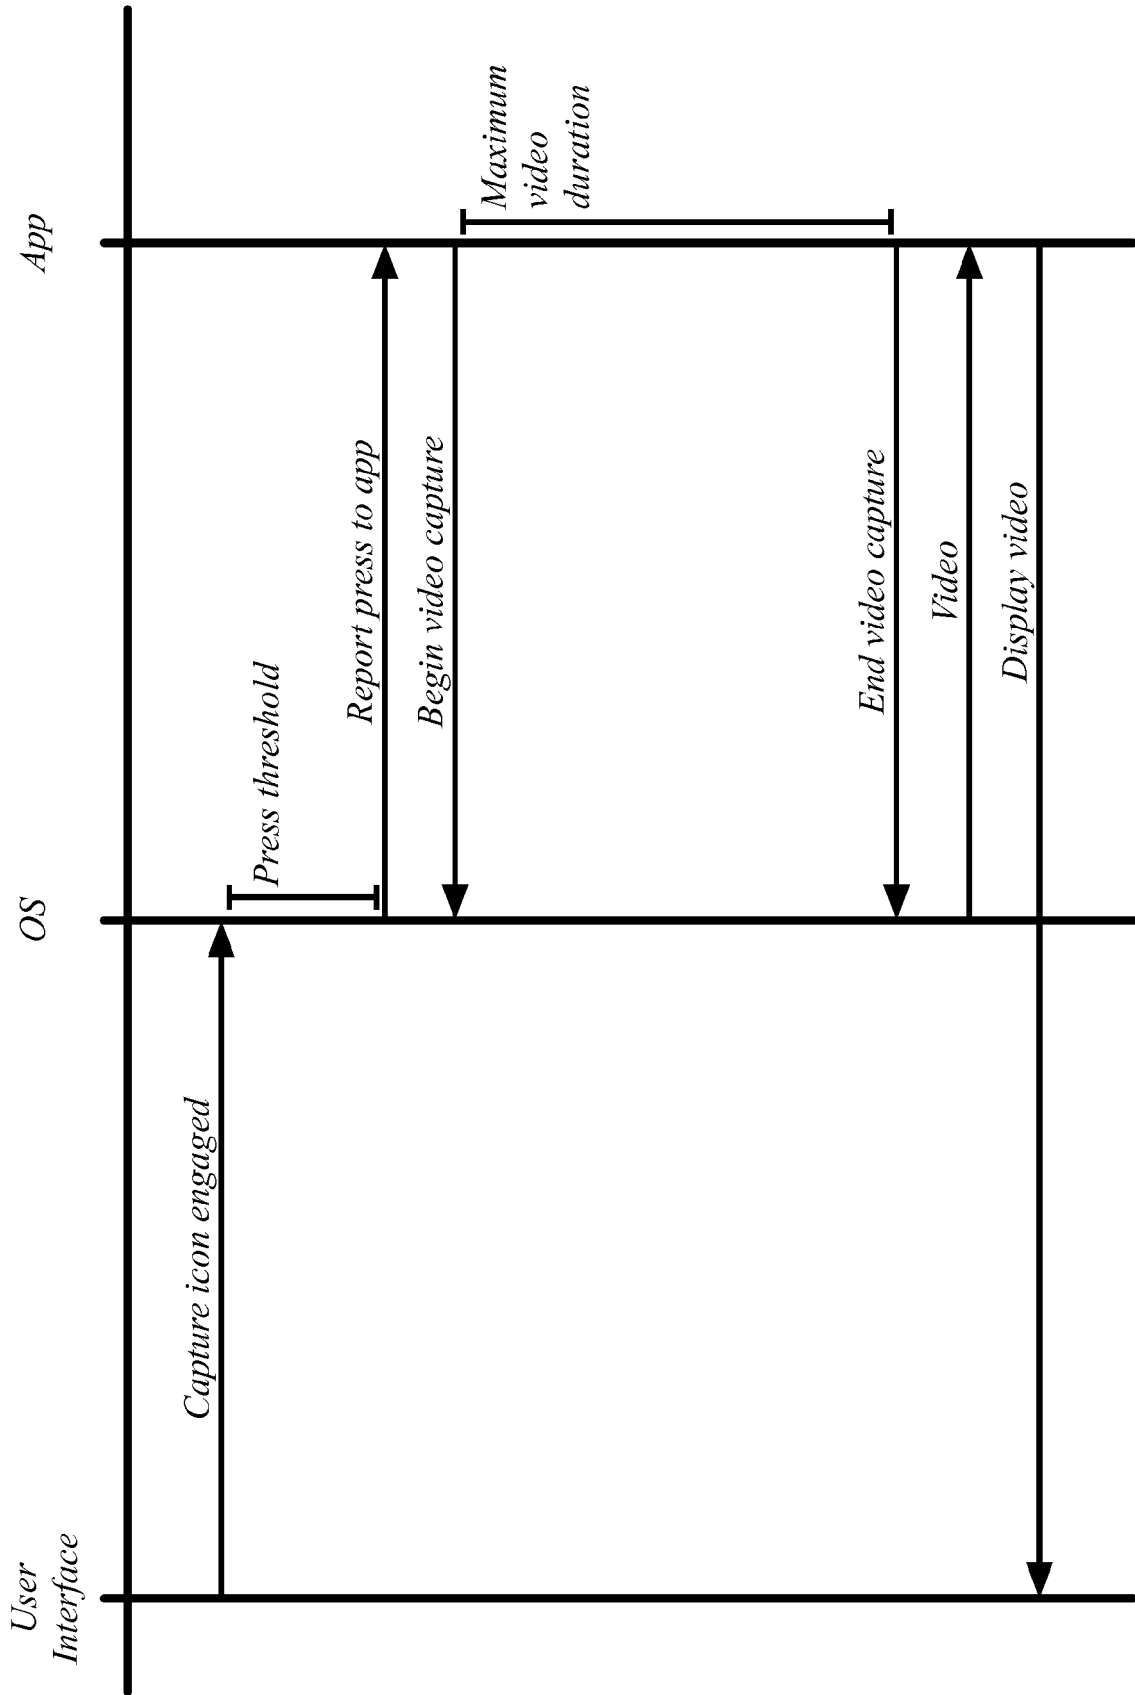 User
Interface
OS
App
Capture icon engaged
Press threshold
Report press to app
Begin video capture
Maximum
video
duration
End video capture
Video
Display video